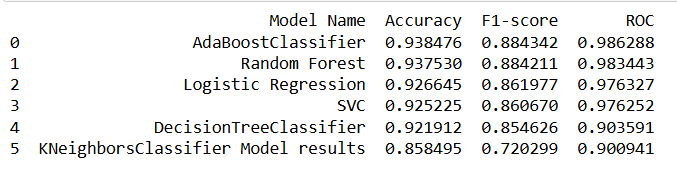 Model Name Accuracy F1-score ROC
0 AdaBoostClassifier 0.938476 0.884342 0.986288
1 Random Forest 0.937530 0.884211 0.983443
2 Logistic Regression 0.926645 0.861977 0.976327
3 SVC 0.925225 0.860670 0.976252
4 DecisionTreeClassifier 0.921912 0.854626 0.903591
5 KNeighborsClassifier Model results 0.858495 0.720299 0.900941